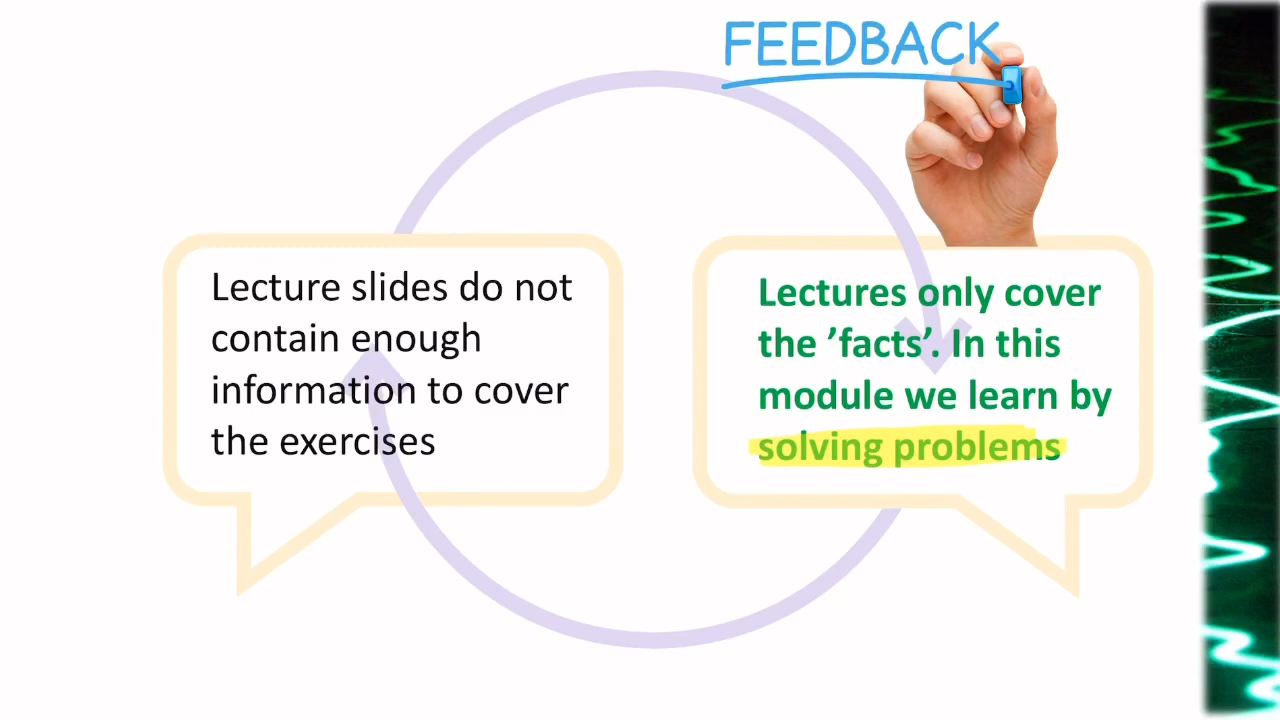 FEEDBACK
Lecture slides do not
contain enough
information to cover
the exercises
Lectures only cover
the ’facts’. In this
module we learn by
solving problems